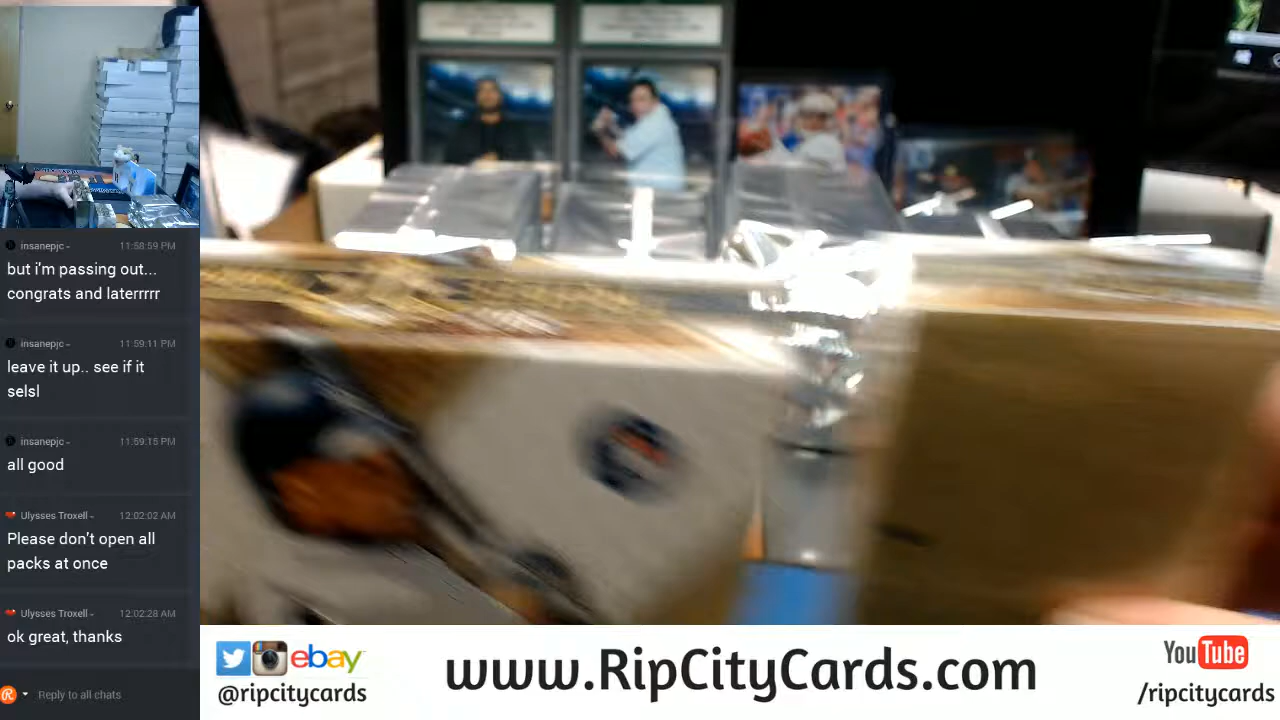 insanepjc -
11:58:59 PM
but i'm passing out...
congrats and laterrrrr
insanepjc -
11:59:11 PM
leave it up.. see if it
selsl
insanepjc -
11:59:15 PM
all good
Ulysses Troxell -
12:02:02 AM
Please don't open all
packs at once
Ulysses Troxell -
12:02:28 AM
ok great, thanks
Reply to all chats
ebay
@ripcitycards
www.RipCityCards.com
YouTube
/ripcitycards